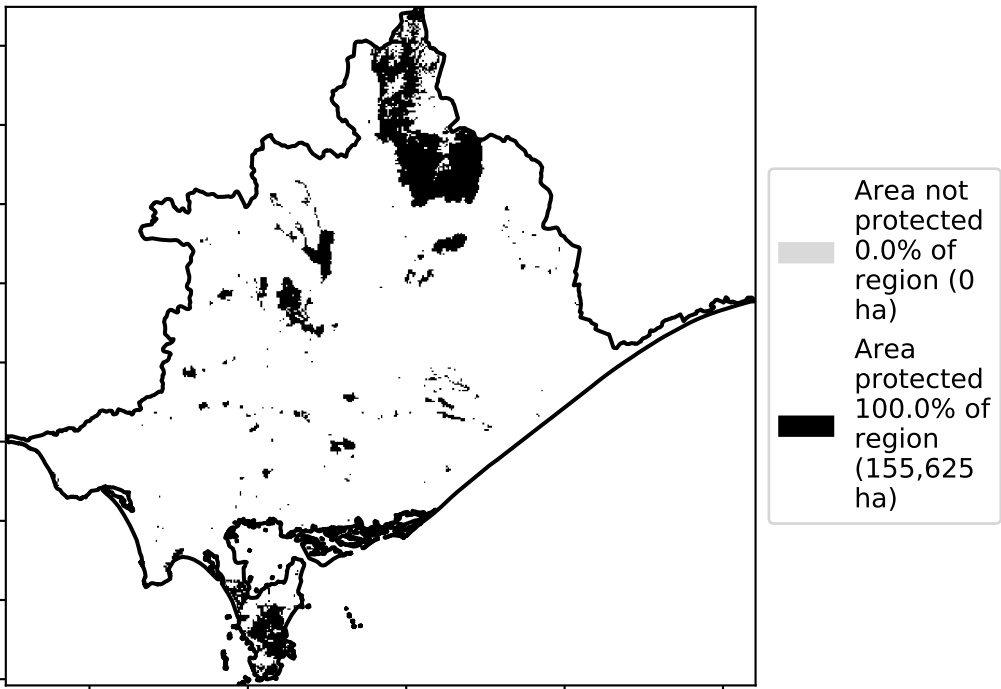 Area not
protected
0.0% of
region (0
ha)
Area
protected
100.0% of
region
(155,625
ha)